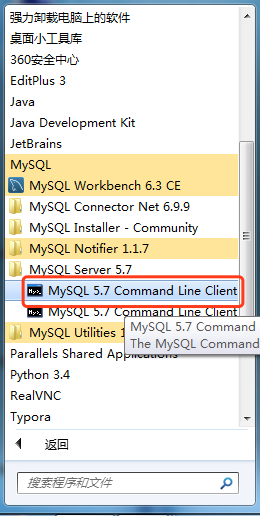 强力卸载电脑上的软件
桌面小工具库
360安全中心
EditPlus 3
Java
Java Development Kit
JetBrains
MySQL
MySQL Workbench 6.3 CE
MySQL Connector Net 6.9.9
MySQL Installer - Community
MySQL Notifier 1.1.7
MySQL Server 5.7
MySQL 5.7 Command Line Client
MySQL 5.7 Command Line Client
MySQL Utilities 1
MySQL 5.7 Command
The MySQL Command
Parallels Shared Applications
Python 3.4
RealVNC
Typora
返回
搜索程序和文件